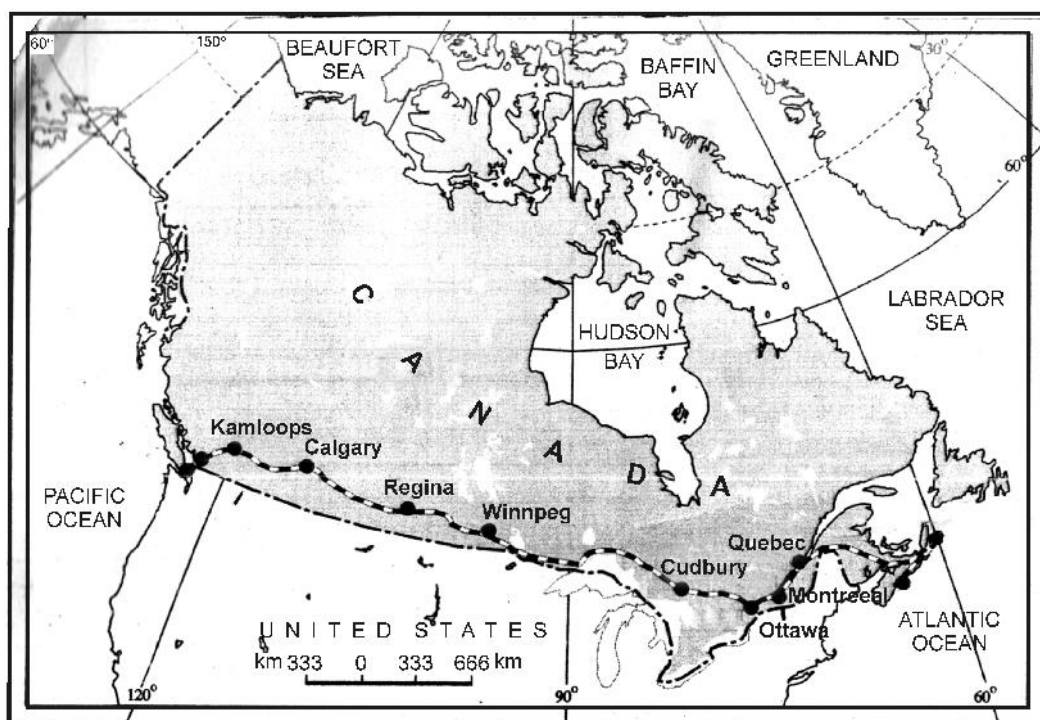 60°
150°
BEAUFORT
SEA
BAFFIN
BAY
GREENLAND
30°
60°
LABRADOR
SEA
HUDSON
BAY
C A N A D A
Kamloops
Calgary
Regina
Winnpeg
PACIFIC
OCEAN
Quebec
Cudbury
Montreeal
Ottawa
ATLANTIC
OCEAN
UNITED STATES
km 333 0 333 666 km
120°
90°
60°